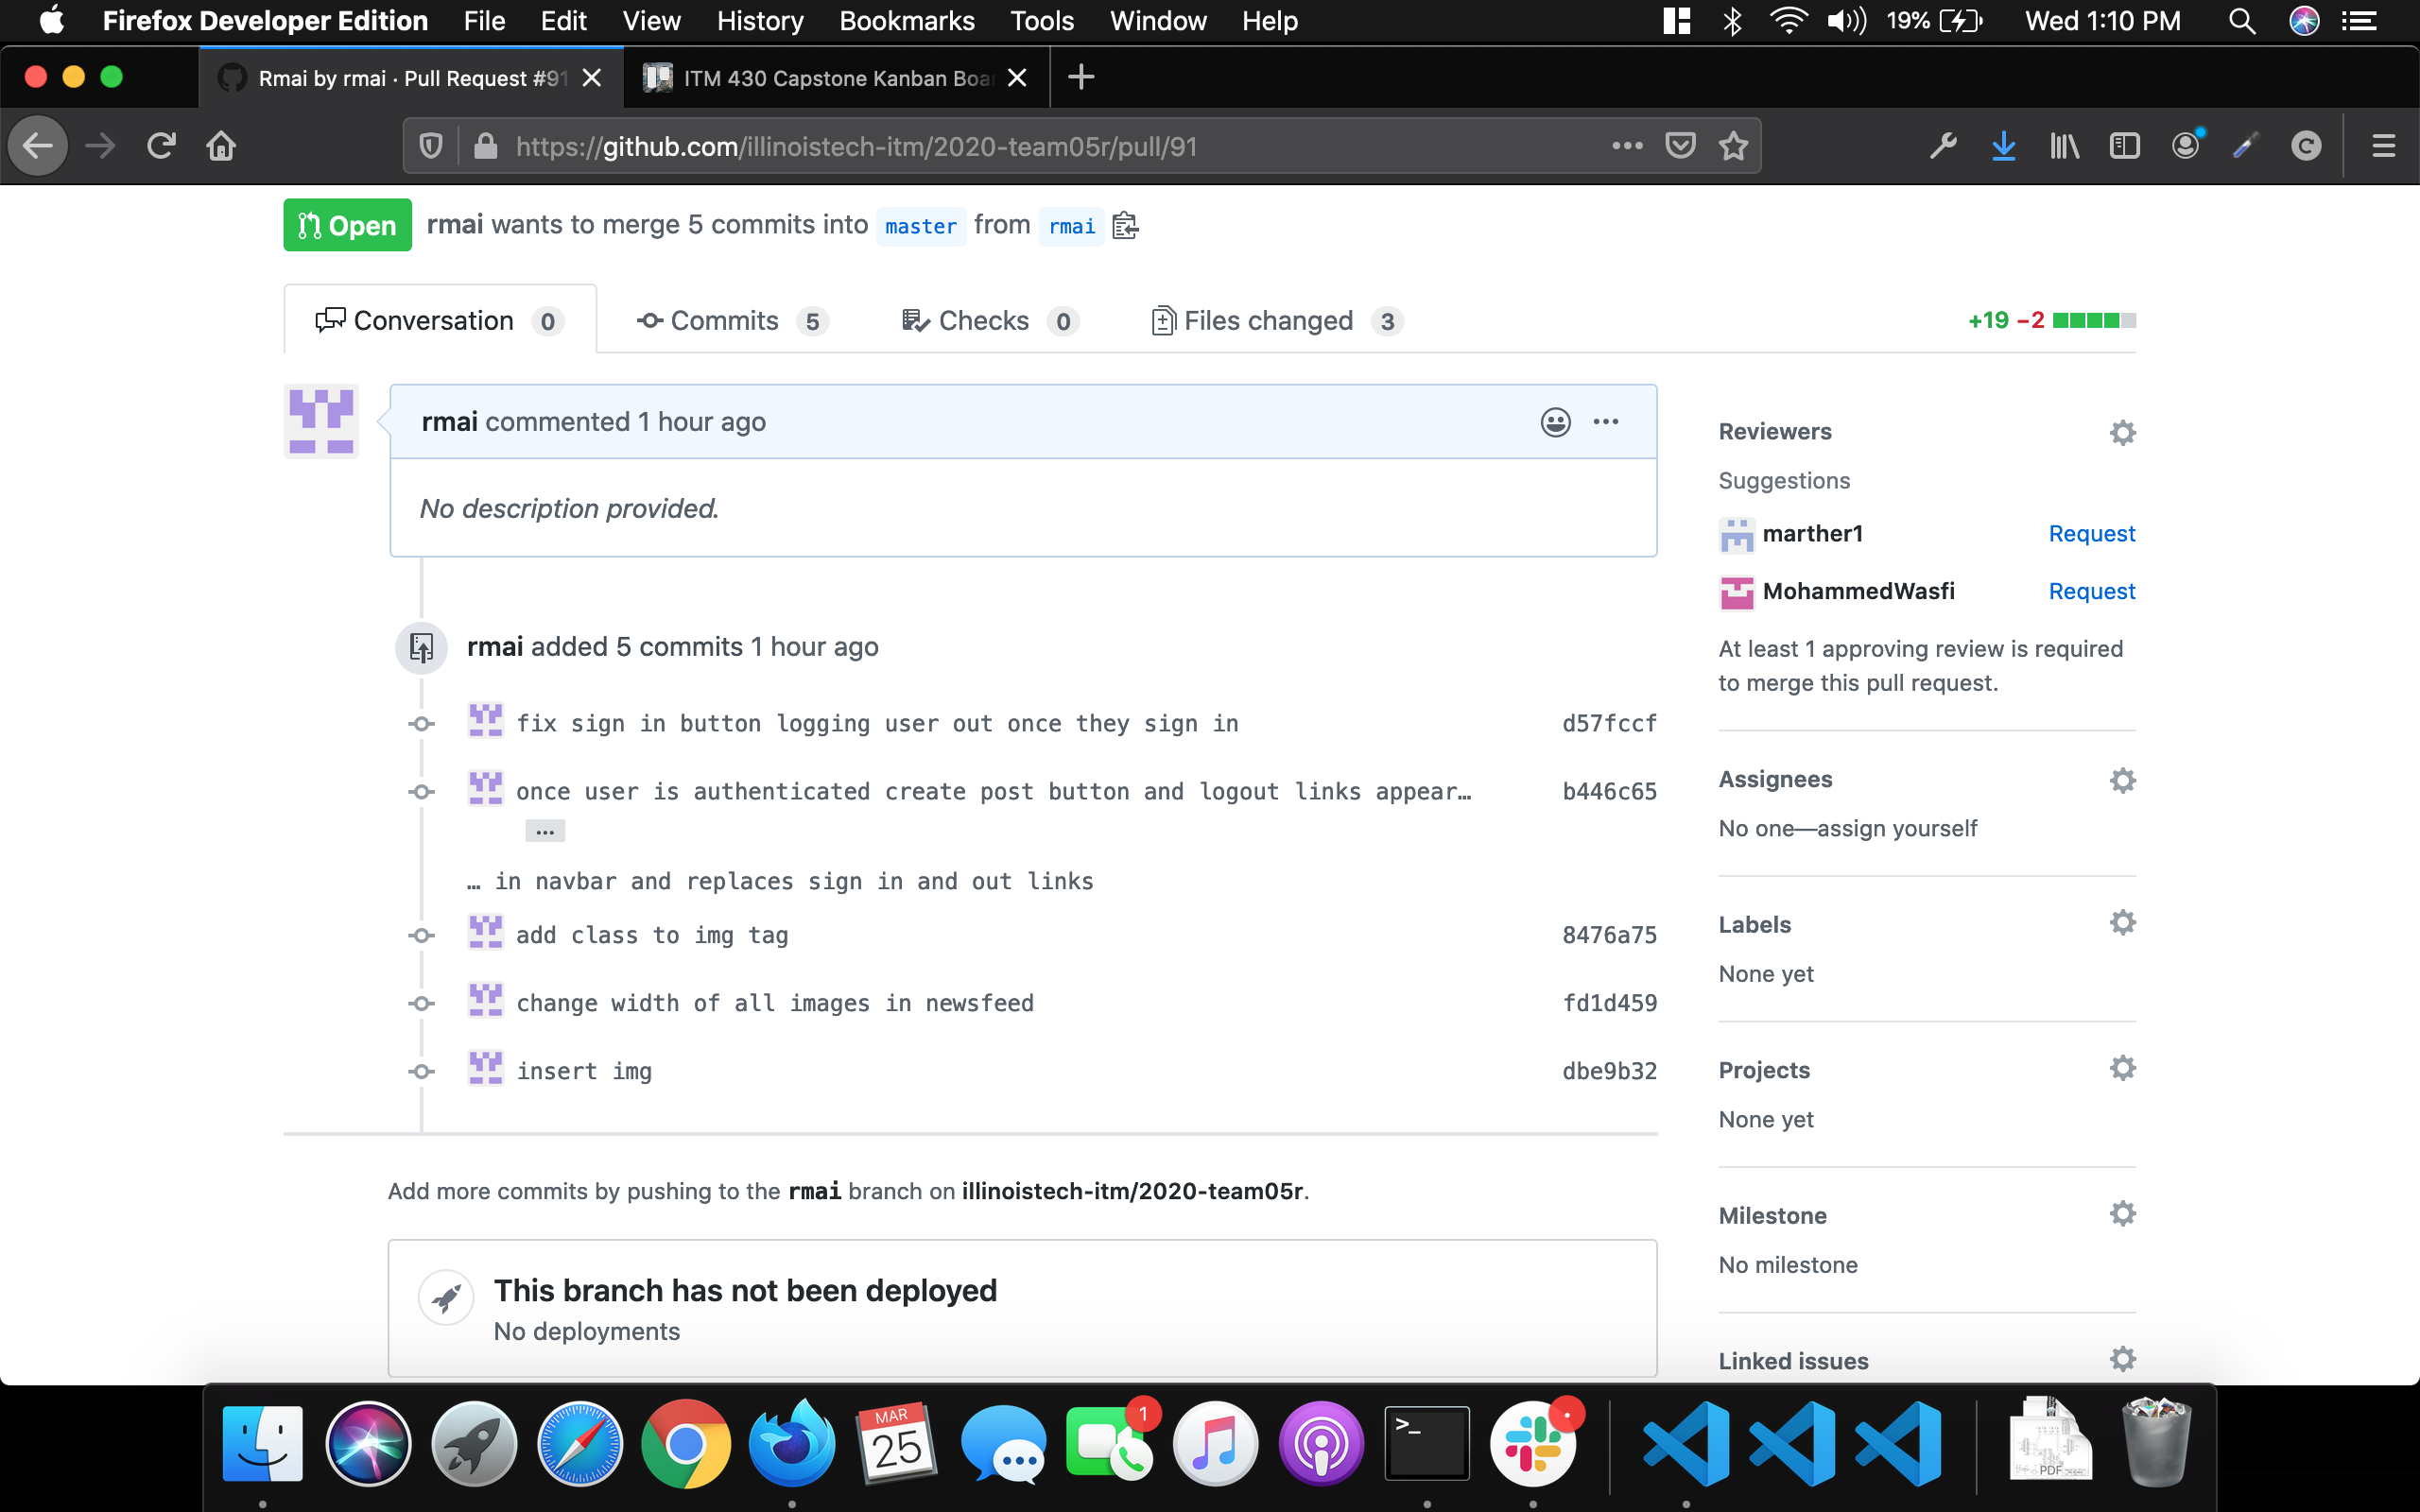 Firefox Developer Edition File Edit View History Bookmarks Tools Window Help 19% Wed 1:10 PM
Rmai by rmai · Pull Request #91 ITM 430 Capstone Kanban Boar
https://github.com/illinoistech-itm/2020-team05r/pull/91
Open rmai wants to merge 5 commits into master from rmai
Conversation 0 Commits 5 Checks 0 Files changed 3 +19 −2
rmai commented 1 hour ago
No description provided.
rmai added 5 commits 1 hour ago
fix sign in button logging user out once they sign in d57fccf
once user is authenticated create post button and logout links appear… b446c65
…
… in navbar and replaces sign in and out links
add class to img tag 8476a75
change width of all images in newsfeed fd1d459
insert img dbe9b32
Add more commits by pushing to the rmai branch on illinoistech-itm/2020-team05r.
This branch has not been deployed
No deployments
Reviewers
Suggestions
marther1 Request
MohammedWasfi Request
At least 1 approving review is required
to merge this pull request.
Assignees
No one—assign yourself
Labels
None yet
Projects
None yet
Milestone
No milestone
Linked issues
MAR
25
1
>_
PDF